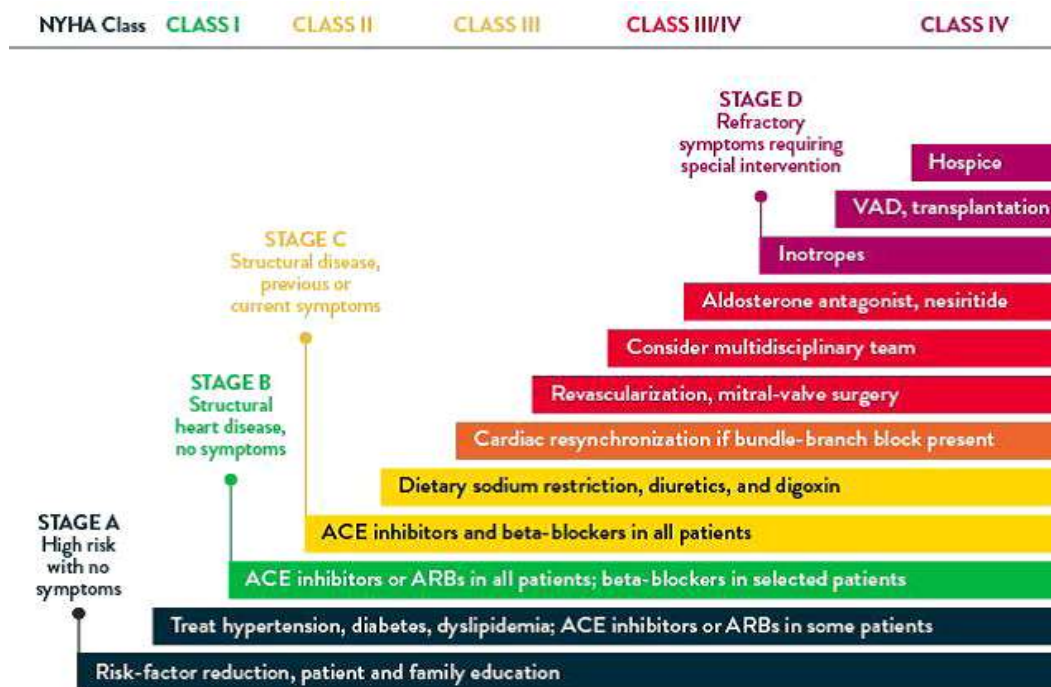 NYHA Class CLASS I CLASS II CLASS III CLASS III/IV CLASS IV
STAGE D
Refractory
symptoms requiring
special intervention
Hospice
VAD, transplantation
Inotropes
STAGE C
Structural disease,
previous or
current symptoms
Aldosterone antagonist, nesiritide
Consider multidisciplinary team
STAGE B
Structural
heart disease,
no symptoms
Revascularization, mitral-valve surgery
Cardiac resynchronization if bundle-branch block present
Dietary sodium restriction, diuretics, and digoxin
STAGE A
High risk
with no
symptoms
ACE inhibitors and beta-blockers in all patients
ACE inhibitors or ARBs in all patients; beta-blockers in selected patients
Treat hypertension, diabetes, dyslipidemia; ACE inhibitors or ARBs in some patients
Risk-factor reduction, patient and family education